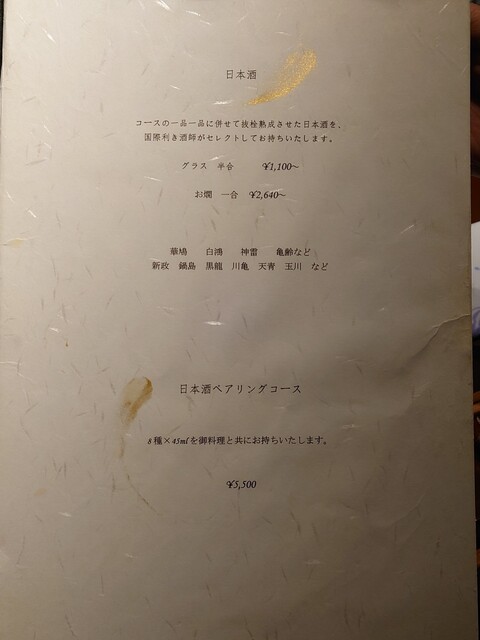 日本酒
コースの一品一品に併せて抜栓熟成させた日本酒を、
国際利き酒師がセレクトしてお持ちいたします。
グラス 半合 ¥1,100~
お燗 一合 ¥2,640~
華鳩 白鴻 神雷 亀齢など
新政 鍋島 黒龍 川亀 天青 玉川 など
日本酒ペアリングコース
8種×45mlを御料理と共にお持ちいたします。
¥5,500